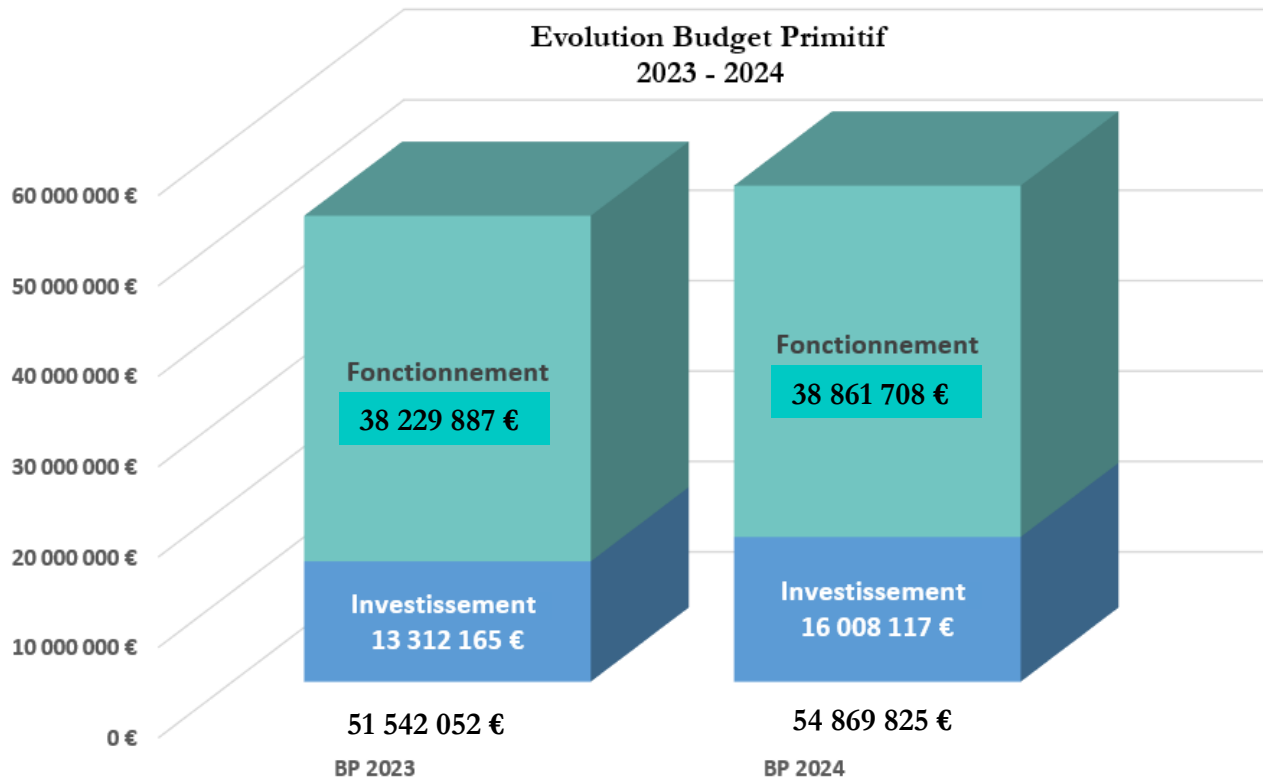 Evolution Budget Primitif
2023 - 2024
60 000 000 €
50 000 000 €
40 000 000 €
30 000 000 €
20 000 000 €
10 000 000 €
0 €
Fonctionnement
38 229 887 €
Investissement
13 312 165 €
51 542 052 €
BP 2023
Fonctionnement
38 861 708 €
Investissement
16 008 117 €
54 869 825 €
BP 2024